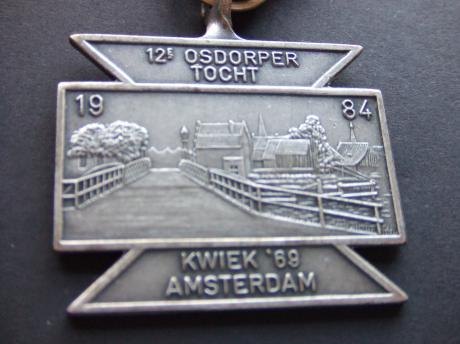 12E OSDORPER
TOCHT
19 84
KWIEK '69
AMSTERDAM